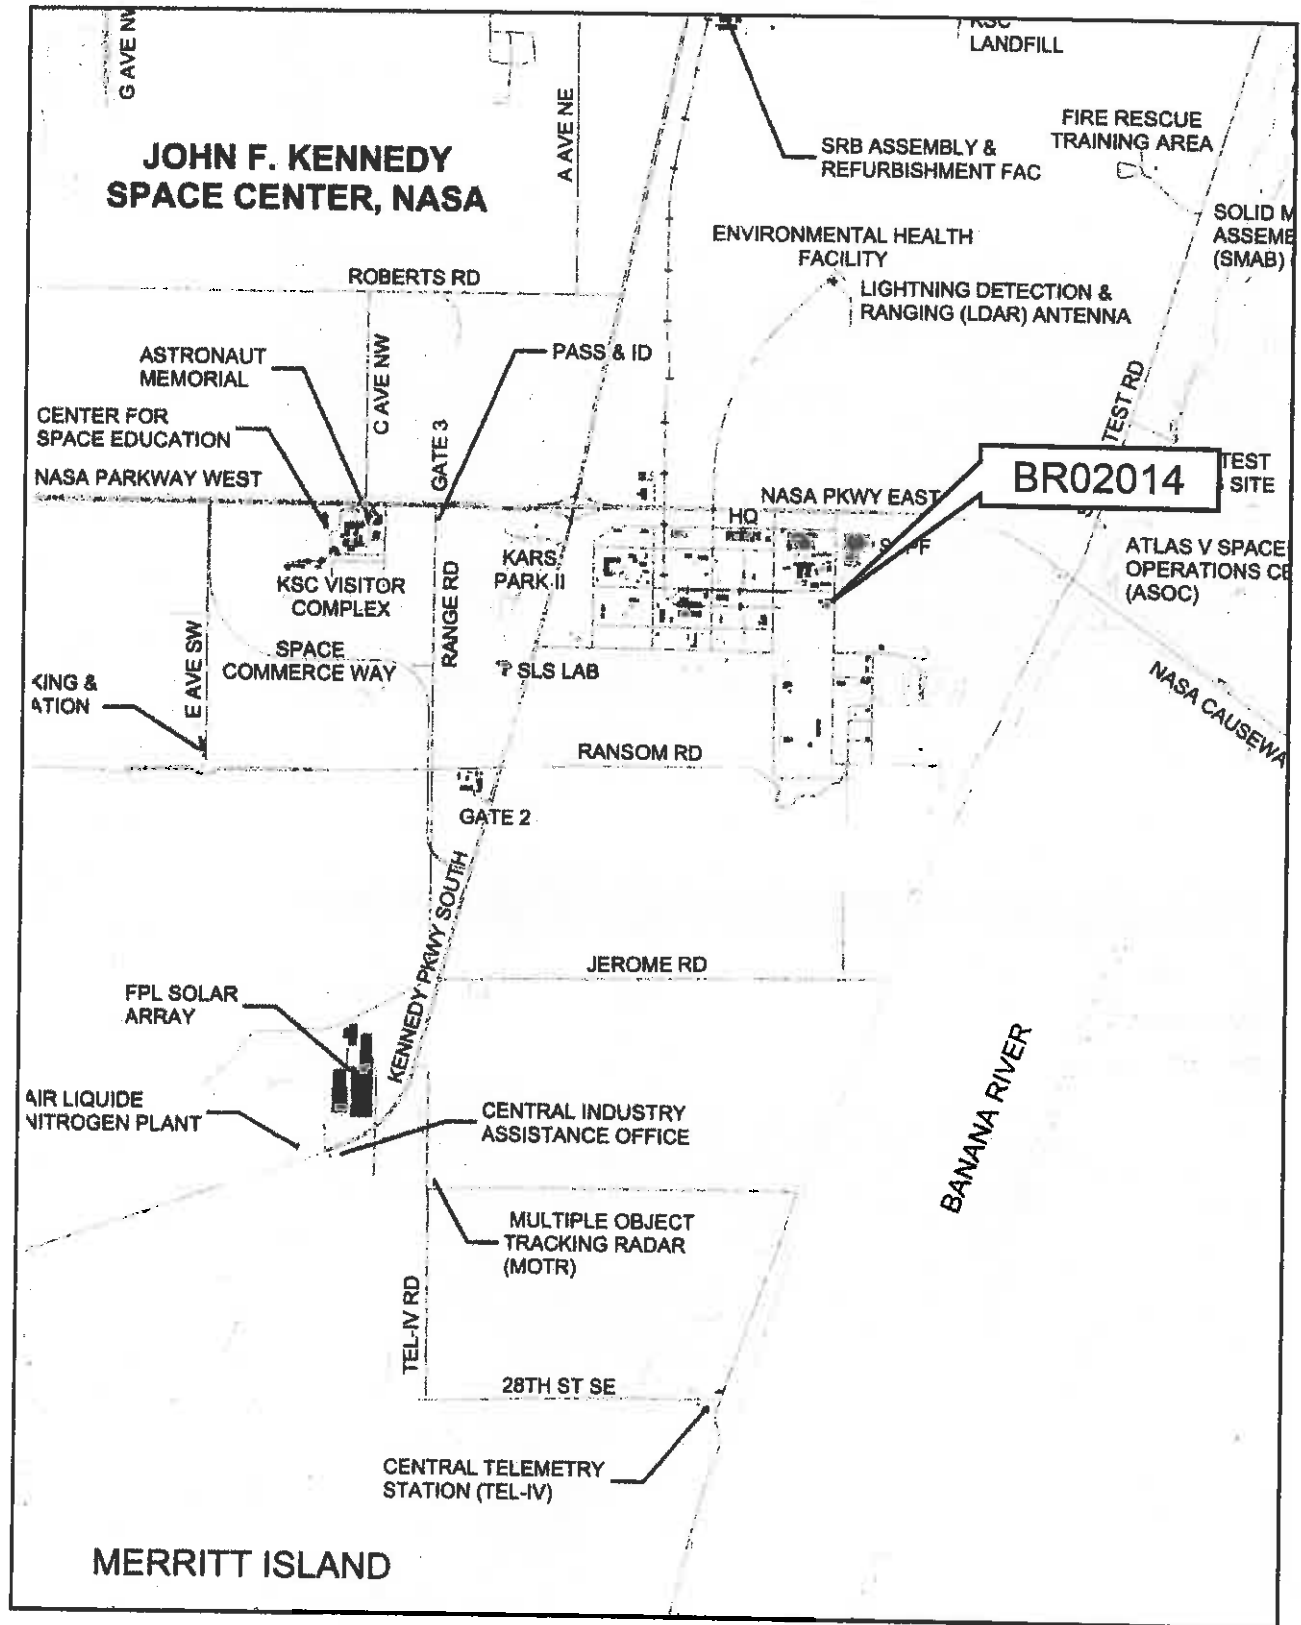 G AVE NW
KSC
LANDFILL
A AVE NE
FIRE RESCUE
TRAINING AREA
JOHN F. KENNEDY
SPACE CENTER, NASA
SRB ASSEMBLY &
REFURBISHMENT FAC
SOLID M
ASSEMB
(SMAB)
ENVIRONMENTAL HEALTH
FACILITY
ROBERTS RD
LIGHTNING DETECTION &
RANGING (LDAR) ANTENNA
ASTRONAUT
MEMORIAL
PASS & ID
C AVE NW
TEST RD
CENTER FOR
SPACE EDUCATION
GATE 3
NASA PARKWAY WEST
BR02014
TEST
SITE
NASA PKWY EAST
HQ
KARS
PARK II
ATLAS V SPACE
OPERATIONS CE
(ASOC)
KSC VISITOR
COMPLEX
RANGE RD
SPACE
COMMERCE WAY
E AVE SW
SLS LAB
KING &
ATION
NASA CAUSEWA
RANSOM RD
GATE 2
KENNEDY PKWY SOUTH
JEROME RD
FPL SOLAR
ARRAY
BANANA RIVER
AIR LIQUIDE
NITROGEN PLANT
CENTRAL INDUSTRY
ASSISTANCE OFFICE
MULTIPLE OBJECT
TRACKING RADAR
(MOTR)
TEL-IV RD
28TH ST SE
CENTRAL TELEMETRY
STATION (TEL-IV)
MERRITT ISLAND